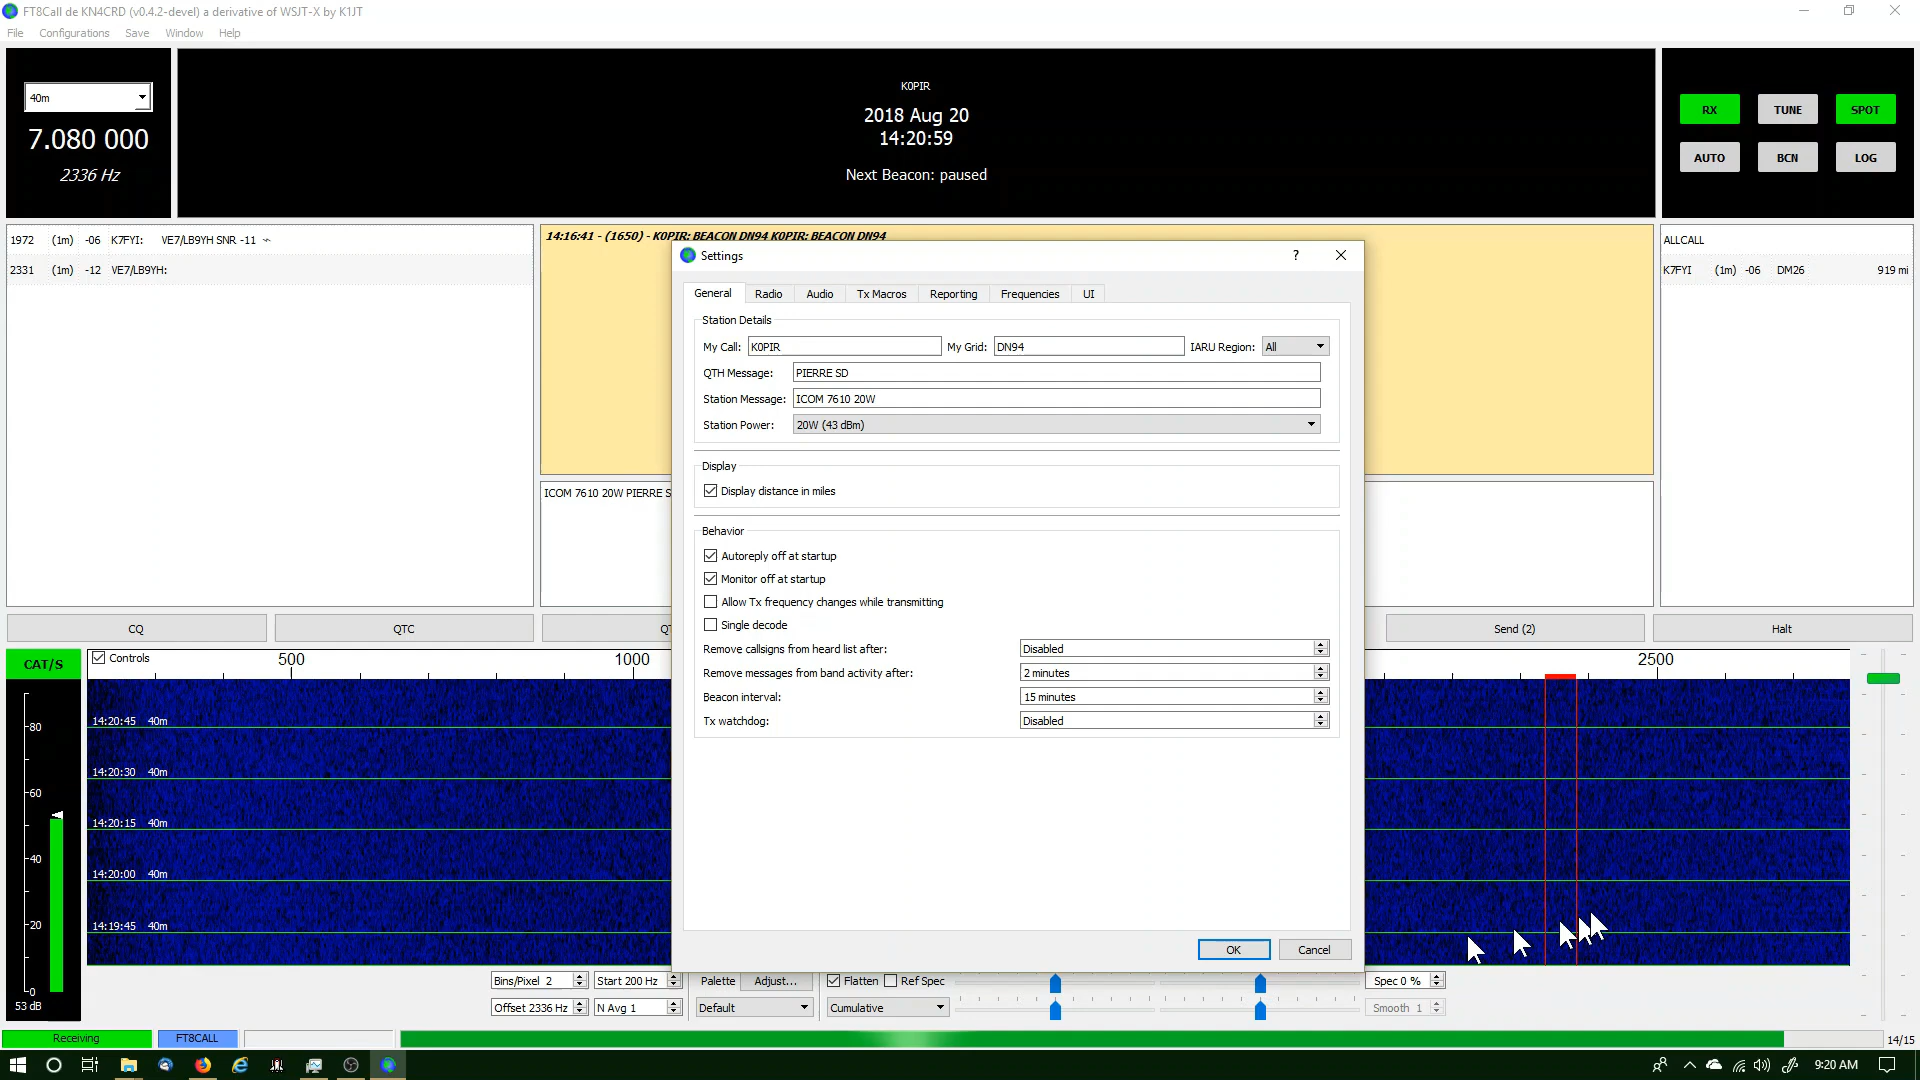 FT8Call de KN4CRD (v0.4.2-devel) a derivative of WSJT-X by K1JT
File Configurations Save Window Help
40m
7.080 000
2336 Hz
K0PIR
2018 Aug 20
14:20:59
Next Beacon: paused
RX TUNE SPOT
AUTO BCN LOG
1972 (1m) -06 K7FYI: VE7/LB9YH SNR -11
2331 (1m) -12 VE7/LB9YH:
14:16:41 - (1650) - K0PIR: BEACON DN94 K0PIR: BEACON DN94
ICOM 7610 20W PIERRE S
ALLCALL
K7FYI (1m) -06 DM26 919 mi
Settings
?
General Radio Audio Tx Macros Reporting Frequencies UI
Station Details
My Call: K0PIR My Grid: DN94 IARU Region: All
QTH Message: PIERRE SD
Station Message: ICOM 7610 20W
Station Power: 20W (43 dBm)
Display
Display distance in miles
Behavior
Autoreply off at startup
Monitor off at startup
Allow Tx frequency changes while transmitting
Single decode
Remove callsigns from heard list after: Disabled
Remove messages from band activity after: 2 minutes
Beacon interval: 15 minutes
Tx watchdog: Disabled
OK Cancel
CQ QTC QT Send (2) Halt
CAT/S
Controls 500 1000 2500
14:20:45 40m
14:20:30 40m
14:20:15 40m
14:20:00 40m
14:19:45 40m
-80
-60
-40
-20
-0
53 dB
Bins/Pixel 2 Start 200 Hz Palette Adjust... Flatten Ref Spec Spec 0 %
Offset 2336 Hz N Avg 1 Default Cumulative Smooth 1
Receiving FT8CALL 14/15
9:20 AM